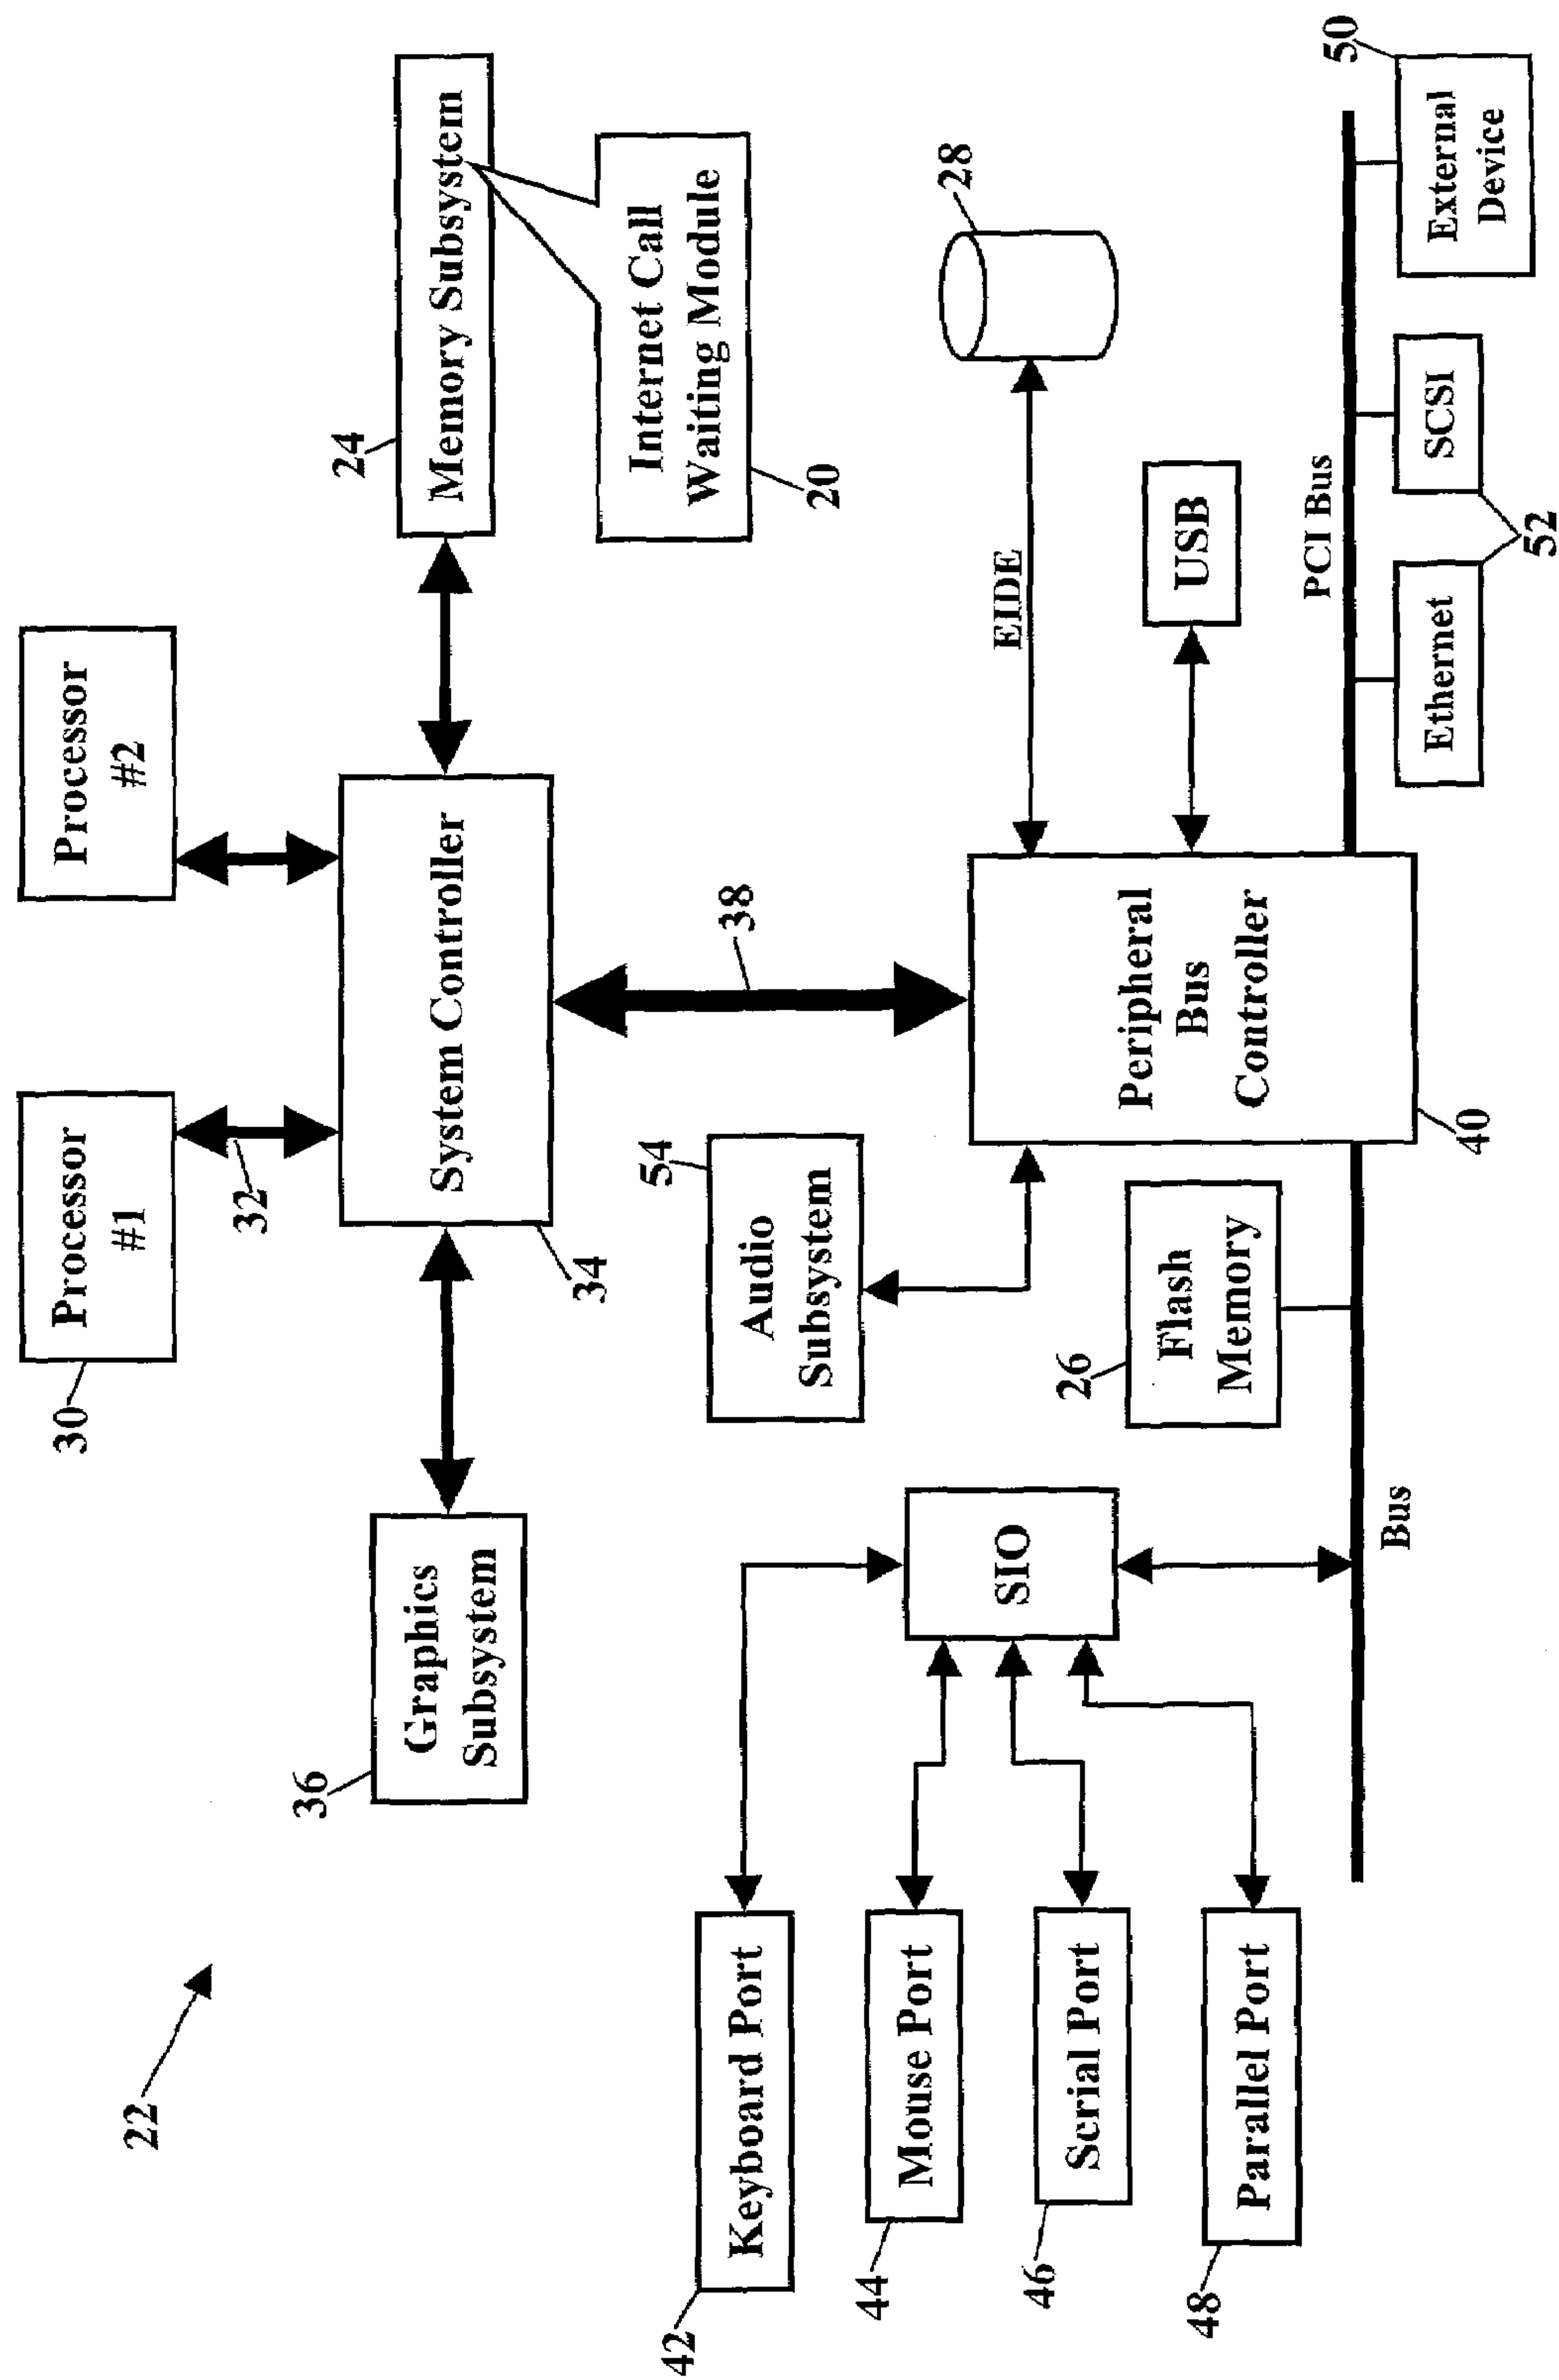 22
30
Processor
#1
32
Processor
#2
36
Graphics
Subsystem
System Controller
34
24
Memory Subsystem
Internet Call
Waiting Module
20
38
42
Keyboard Port
44
Mouse Port
46
Serial Port
48
Parallel Port
SIO
54
Audio
Subsystem
26
Flash
Memory
Bus
Peripheral
Bus
Controller
40
EIDE
28
USB
PCI Bus
Ethernet
SCSI
52
50
External
Device